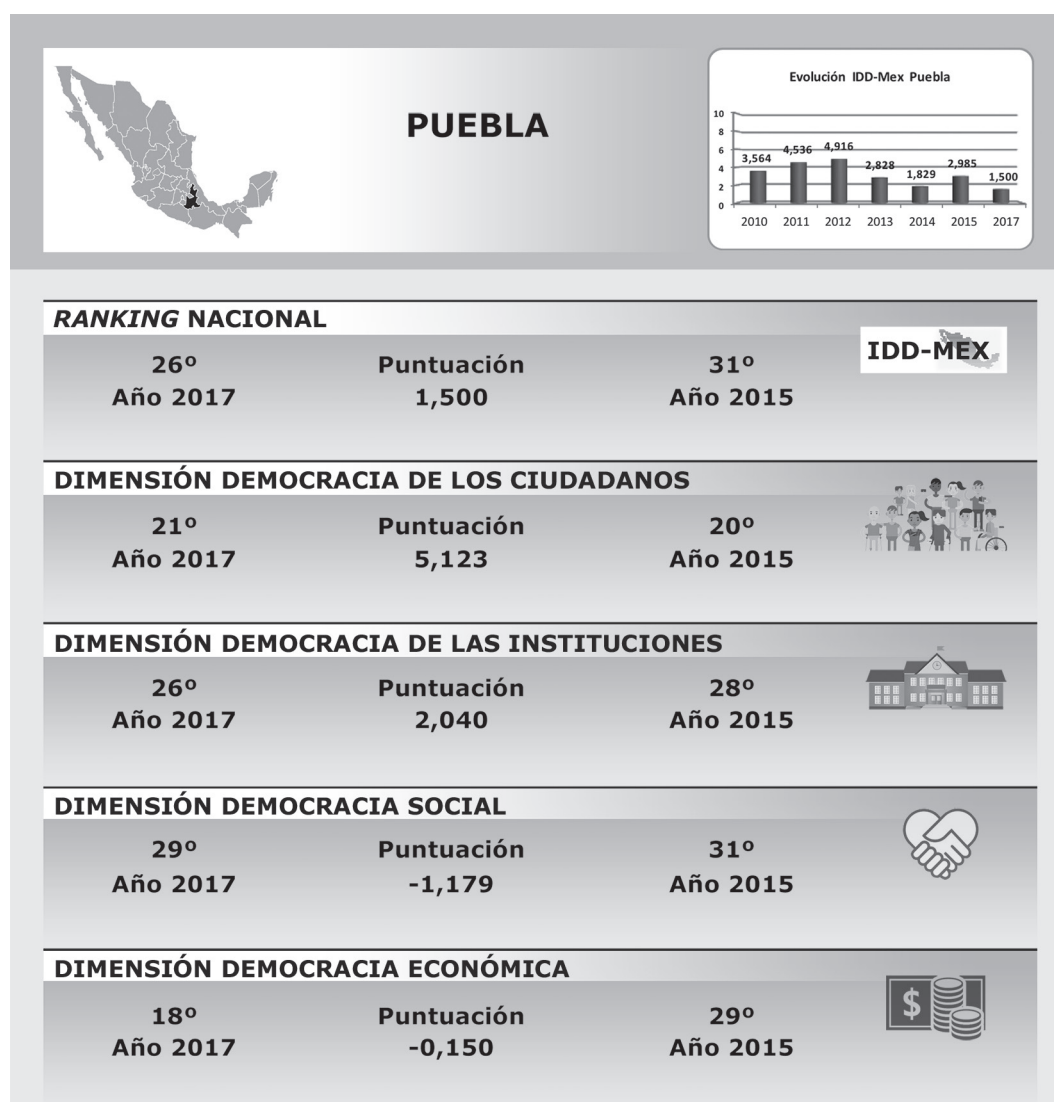 PUEBLA
Evolución IDD-Mex Puebla
10
8
6
4
2
0
3,564
4,536
4,916
2,828
1,829
2,985
1,500
2010 2011 2012 2013 2014 2015 2017
RANKING NACIONAL
IDD-MEX
26º Puntuación 31º
Año 2017 1,500 Año 2015
DIMENSIÓN DEMOCRACIA DE LOS CIUDADANOS
21º Puntuación 20º
Año 2017 5,123 Año 2015
DIMENSIÓN DEMOCRACIA DE LAS INSTITUCIONES
26º Puntuación 28º
Año 2017 2,040 Año 2015
DIMENSIÓN DEMOCRACIA SOCIAL
29º Puntuación 31º
Año 2017 -1,179 Año 2015
DIMENSIÓN DEMOCRACIA ECONÓMICA
$
18º Puntuación 29º
Año 2017 -0,150 Año 2015